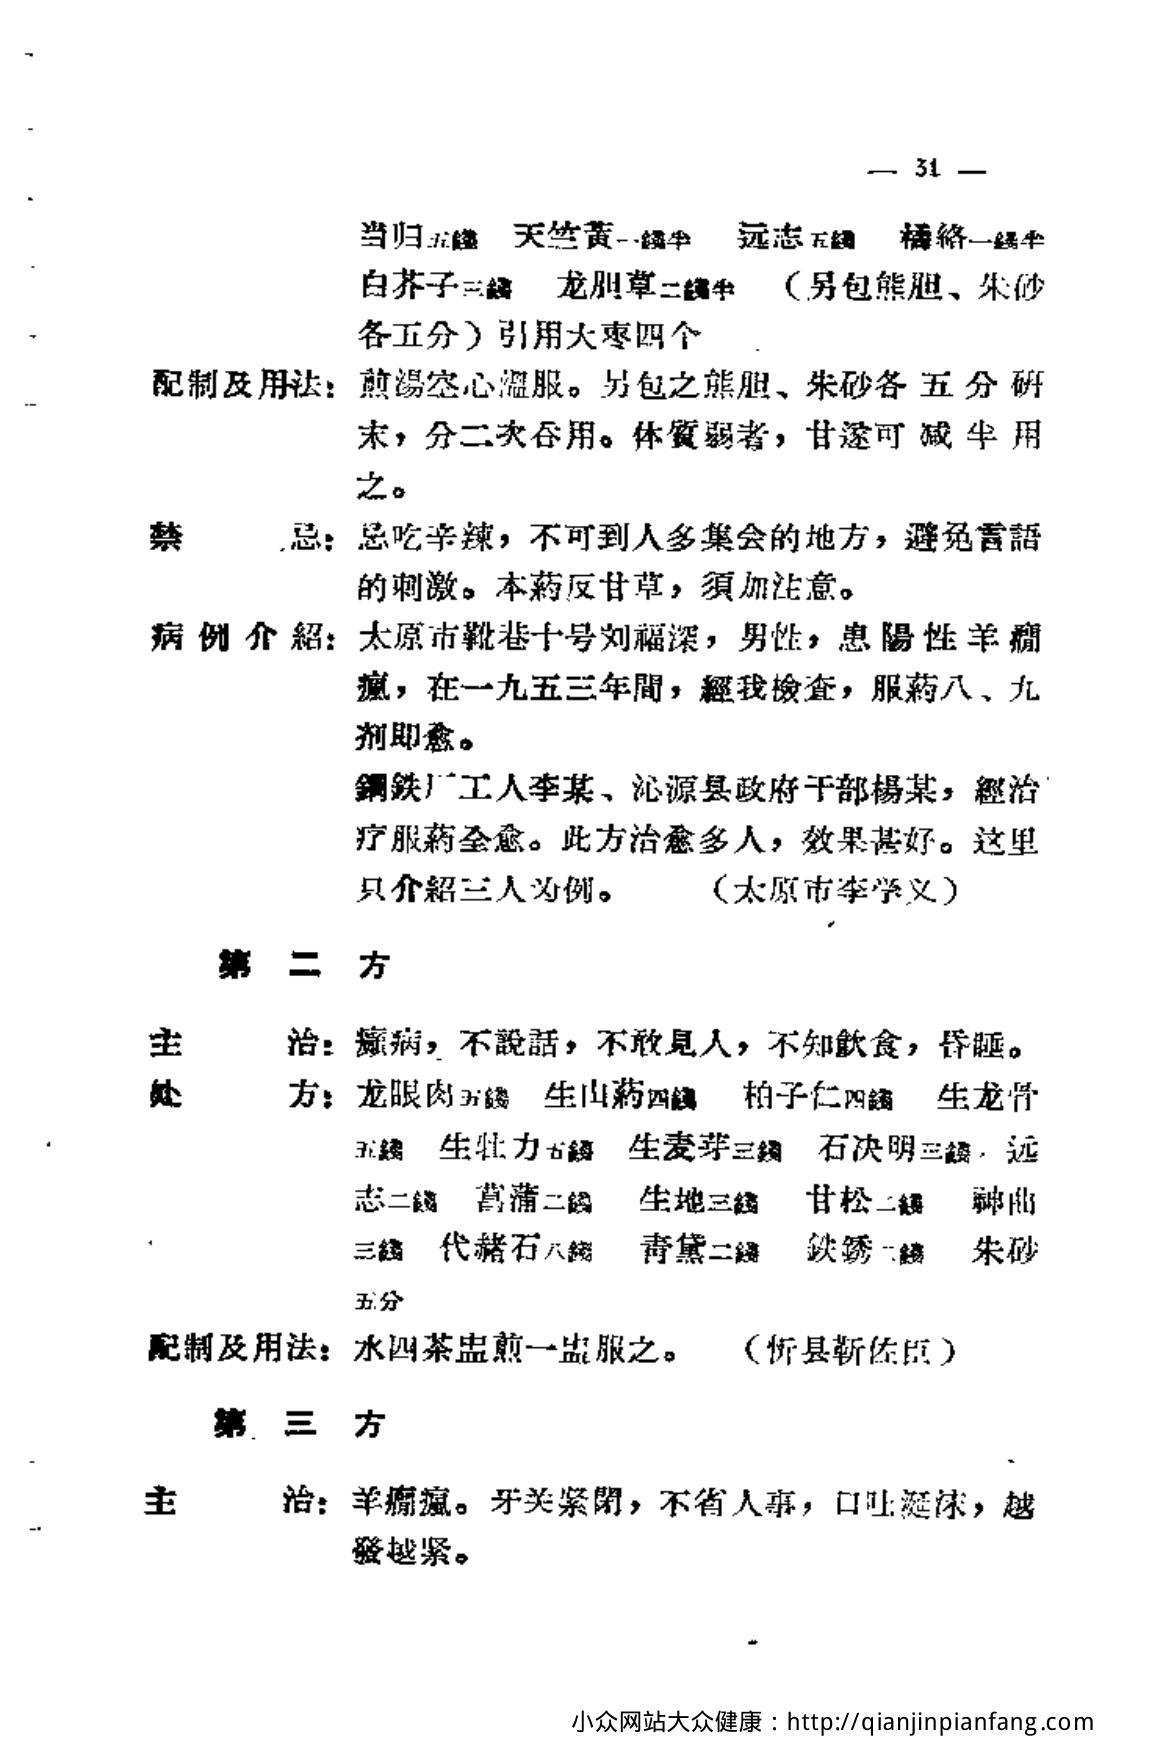 — 31 —
当归五錢　天竺黃一錢半　远志五錢　橘絡一錢半
白芥子三錢　龙胆草二錢半　（另包熊胆、朱砂
各五分）引用大枣四个
配制及用法：煎湯空心溫服。另包之熊胆、朱砂各五分研
末，分二次吞用。体質弱者，甘遂可减半用
之。
禁忌：忌吃辛辣，不可到人多集会的地方，避免言語
的刺激。本葯反甘草，須加注意。
病例介紹：太原市靴巷十号刘福深，男性，患陽性羊癇
瘋，在一九五三年間，經我檢査，服葯八、九
剂即愈。
鋼鉄厂工人李某、沁源县政府干部楊某，經治
疗服葯全愈。此方治愈多人，效果甚好。这里
只介紹三人为例。　（太原市李学义）
第二方
主治：癲病，不說話，不敢見人，不知飲食，昏睡。
处方：龙眼肉五錢　生山葯四錢　柏子仁四錢　生龙骨
五錢　生牡力五錢　生麦芽三錢　石决明三錢　远
志二錢　菖蒲二錢　生地三錢　甘松二錢　神曲
三錢　代赭石八錢　靑黛二錢　鉄銹二錢　朱砂
五分
配制及用法：水四茶盅煎一盅服之。　（忻县靳佐臣）
第三方
主治：羊癇瘋。牙关紧閉，不省人事，口吐涎沫，越
發越紧。
小众网站大众健康：http://qianjinpianfang.com